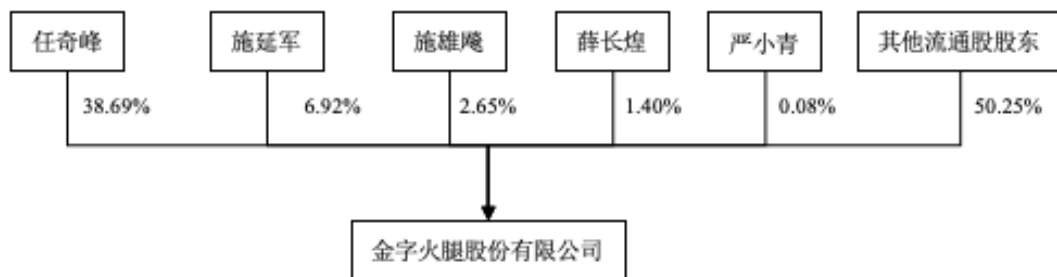 任奇峰 施延军 施雄飚 薛长煌 严小青 其他流通股股东
38.69% 6.92% 2.65% 1.40% 0.08% 50.25%
金字火腿股份有限公司